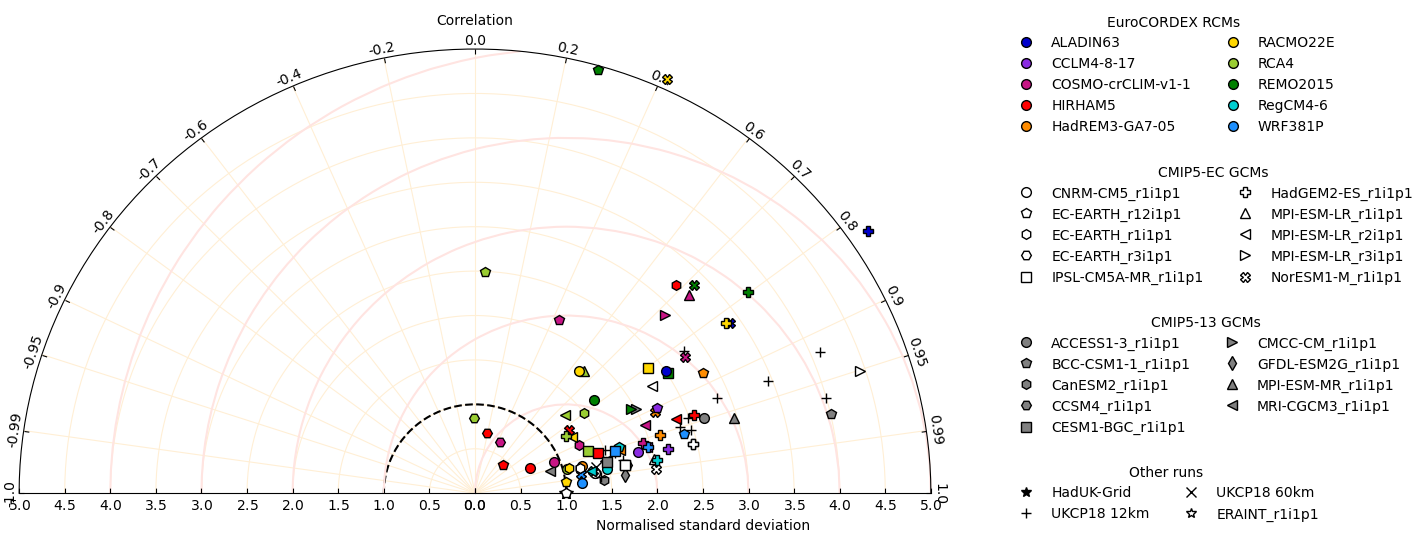 Correlation
0.0
-0.2
0.2
-0.4
-0.6
0.6
-0.7
0.7
-0.8
0.8
-0.9
0.9
-0.95
0.95
-0.99
0.99
-1.0
1.0
5.0 4.5 4.0 3.5 3.0 2.5 2.0 1.5 1.0 0.5 0.0 0.5 1.0 1.5 2.0 2.5 3.0 3.5 4.0 4.5 5.0
Normalised standard deviation
EuroCORDEX RCMs
ALADIN63 RACMO22E
CCLM4-8-17 RCA4
COSMO-crCLIM-v1-1 REMO2015
HIRHAM5 RegCM4-6
HadREM3-GA7-05 WRF381P
CMIP5-EC GCMs
CNRM-CM5_r1i1p1 HadGEM2-ES_r1i1p1
EC-EARTH_r12i1p1 MPI-ESM-LR_r1i1p1
EC-EARTH_r1i1p1 MPI-ESM-LR_r2i1p1
EC-EARTH_r3i1p1 MPI-ESM-LR_r3i1p1
IPSL-CM5A-MR_r1i1p1 NorESM1-M_r1i1p1
CMIP5-13 GCMs
ACCESS1-3_r1i1p1 CMCC-CM_r1i1p1
BCC-CSM1-1_r1i1p1 GFDL-ESM2G_r1i1p1
CanESM2_r1i1p1 MPI-ESM-MR_r1i1p1
CCSM4_r1i1p1 MRI-CGCM3_r1i1p1
CESM1-BGC_r1i1p1
Other runs
HadUK-Grid UKCP18 60km
UKCP18 12km ERAINT_r1i1p1